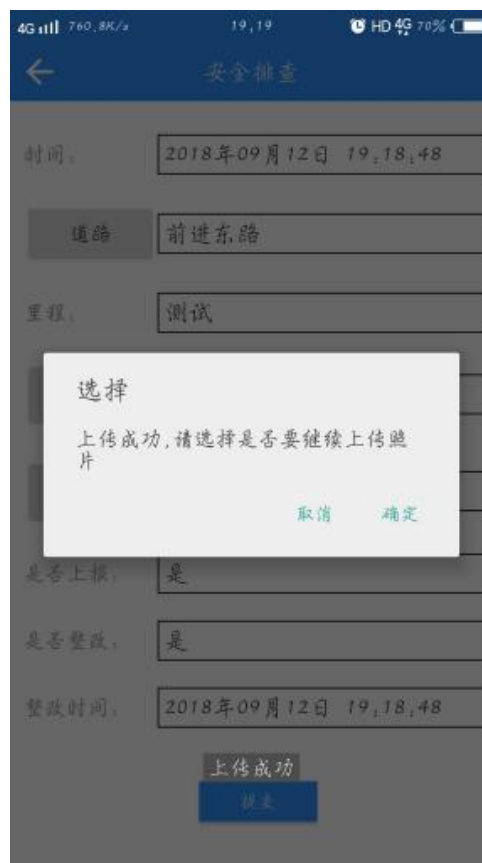 4G 760.8K/s 19:19 HD 4G 70%
安全排查
时间: 2018年09月12日 19:18:48
道路 前进东路
里程: 测试
选择
上传成功,请选择是否要继续上传照
片
取消 确定
是否上报: 是
是否整改: 是
整改时间: 2018年09月12日 19:18:48
上传成功
提交